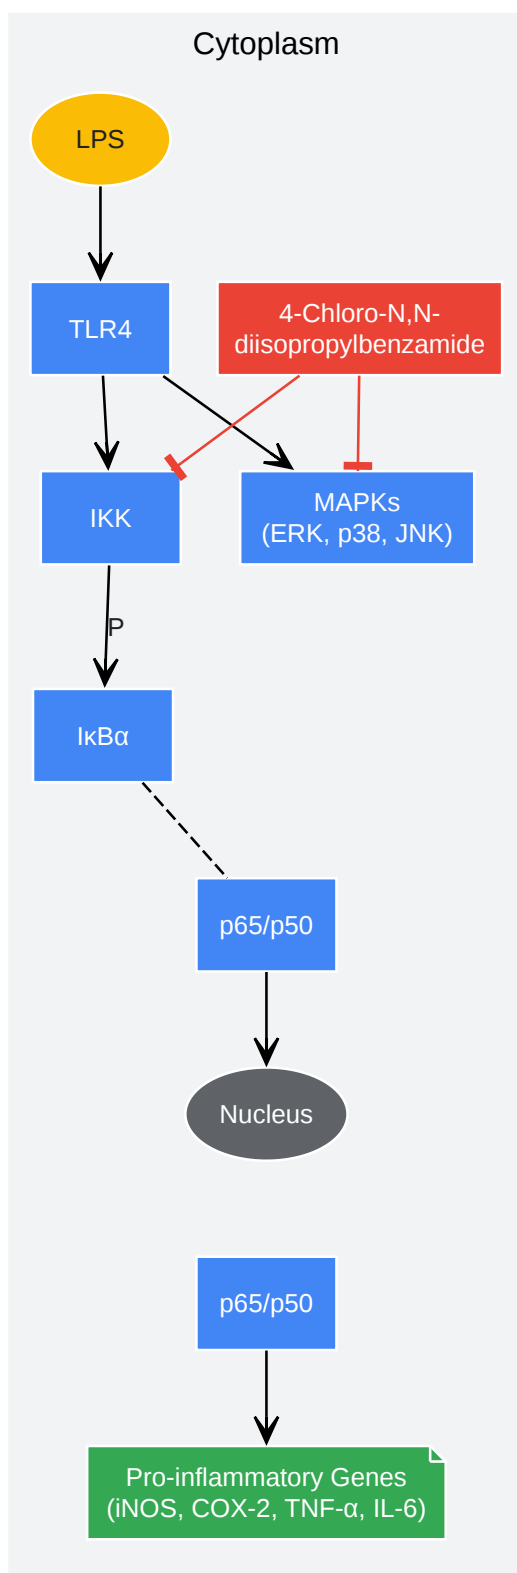 Cytoplasm
LPS
TLR4
4-Chloro-N,N-
diisopropylbenzamide
IKK
MAPKs
(ERK, p38, JNK)
P
IκBα
p65/p50
Nucleus
p65/p50
Pro-inflammatory Genes
(iNOS, COX-2, TNF-α, IL-6)